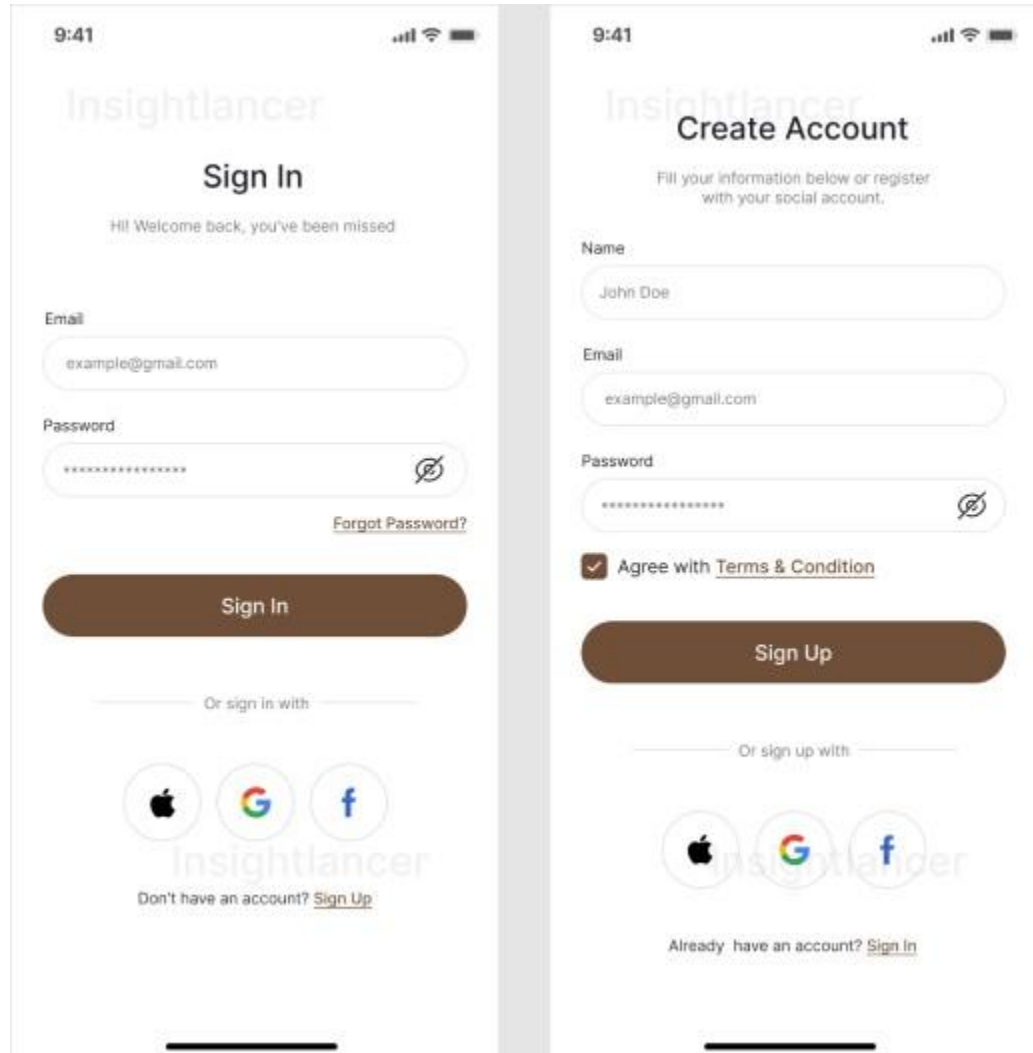 9:41
Insightlancer
Sign In
Hi! Welcome back, you've been missed
Email
example@gmail.com
Password
****************
Forgot Password?
Sign In
Or sign in with
G
f
Insightlancer
Don't have an account? Sign Up
9:41
Insightlancer
Create Account
Fill your information below or register
with your social account.
Name
John Doe
Email
example@gmail.com
Password
****************
Agree with Terms & Condition
Sign Up
Or sign up with
G
f
Insightlancer
Already have an account? Sign In